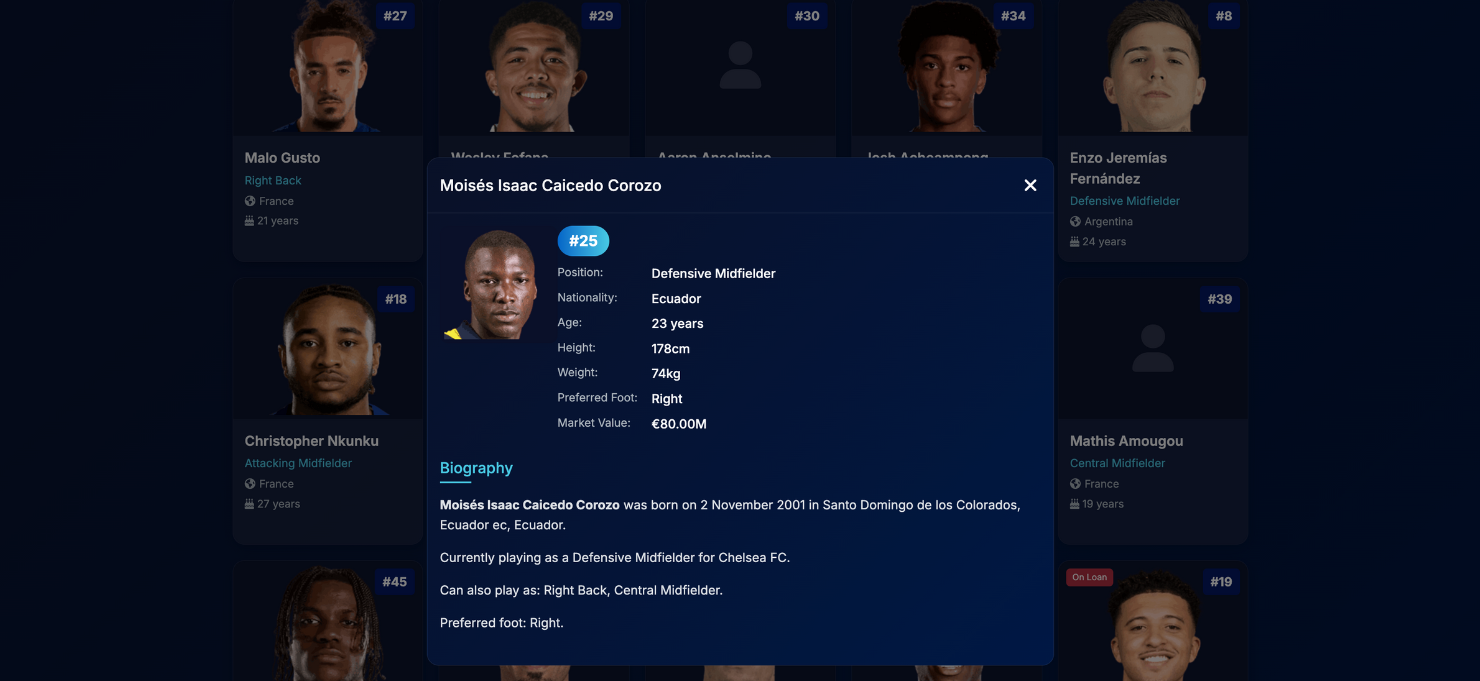 #27
#29
#30
#34
#8
Malo Gusto
Right Back
France
21 years
Wesley Fofana
Aaron Anselmino
Josh Acheampong
Enzo Jeremías
Fernández
Defensive Midfielder
Argentina
24 years
Moisés Isaac Caicedo Corozo
#25
Position: Defensive Midfielder
Nationality: Ecuador
Age: 23 years
Height: 178cm
Weight: 74kg
Preferred Foot: Right
Market Value: €80.00M
Biography
Moisés Isaac Caicedo Corozo was born on 2 November 2001 in Santo Domingo de los Colorados,
Ecuador ec, Ecuador.
Currently playing as a Defensive Midfielder for Chelsea FC.
Can also play as: Right Back, Central Midfielder.
Preferred foot: Right.
#18
Christopher Nkunku
Attacking Midfielder
France
27 years
#39
Mathis Amougou
Central Midfielder
France
19 years
#45
On Loan
#19